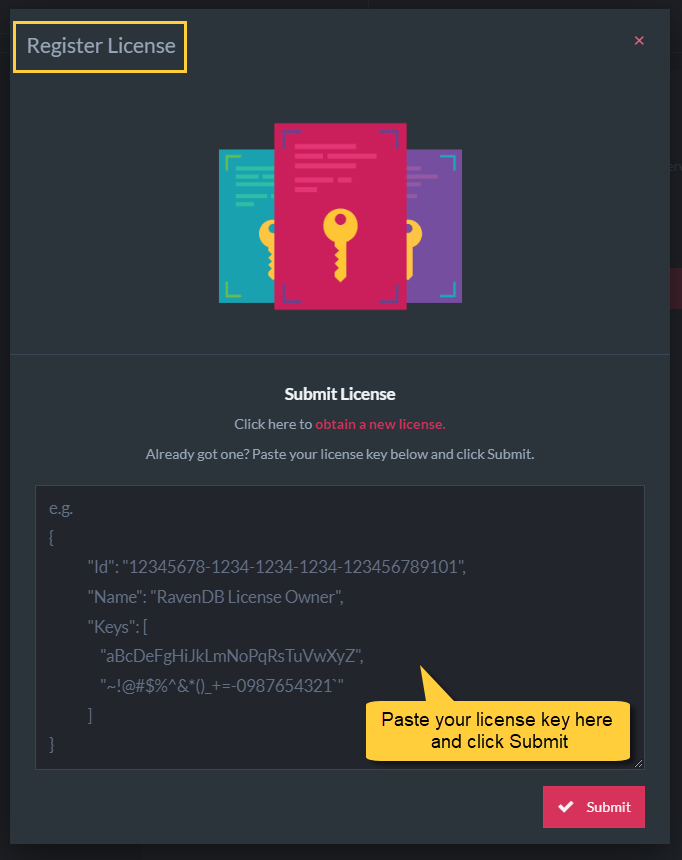 Register License
×
Submit License
Click here to obtain a new license.
Already got one? Paste your license key below and click Submit.
e.g.
{
"Id": "12345678-1234-1234-1234-123456789101",
"Name": "RavenDB License Owner",
"Keys": [
"aBcDeFgHiJkLmNoPqRsTuVwXyZ",
"~!@#$%^&*()_+=-0987654321`"
]
}
Paste your license key here
and click Submit
Submit